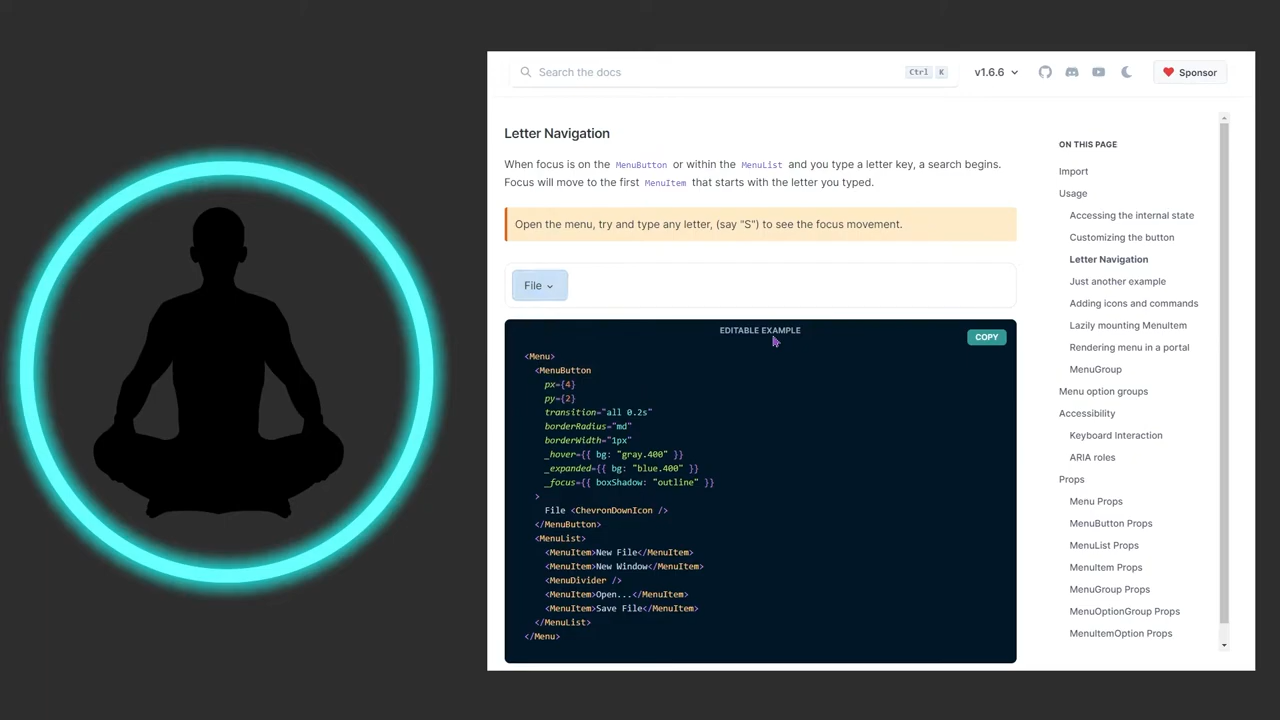 Search the docs
Ctrl K
v1.6.6
Sponsor
Letter Navigation
When focus is on the MenuButton or within the MenuList and you type a letter key, a search begins.
Focus will move to the first MenuItem that starts with the letter you typed.
Open the menu, try and type any letter, (say "S") to see the focus movement.
File
EDITABLE EXAMPLE
COPY
<Menu>
<MenuButton
px={4}
py={2}
transition="all 0.2s"
borderRadius="md"
borderWidth="1px"
_hover={{ bg: "gray.400" }}
_expanded={{ bg: "blue.400" }}
_focus={{ boxShadow: "outline" }}
>
File <ChevronDownIcon />
</MenuButton>
<MenuList>
<MenuItem>New File</MenuItem>
<MenuItem>New Window</MenuItem>
<MenuDivider />
<MenuItem>Open...</MenuItem>
<MenuItem>Save File</MenuItem>
</MenuList>
</Menu>
ON THIS PAGE
Import
Usage
Accessing the internal state
Customizing the button
Letter Navigation
Just another example
Adding icons and commands
Lazily mounting MenuItem
Rendering menu in a portal
MenuGroup
Menu option groups
Accessibility
Keyboard Interaction
ARIA roles
Props
Menu Props
MenuButton Props
MenuList Props
MenuItem Props
MenuGroup Props
MenuOptionGroup Props
MenuItemOption Props